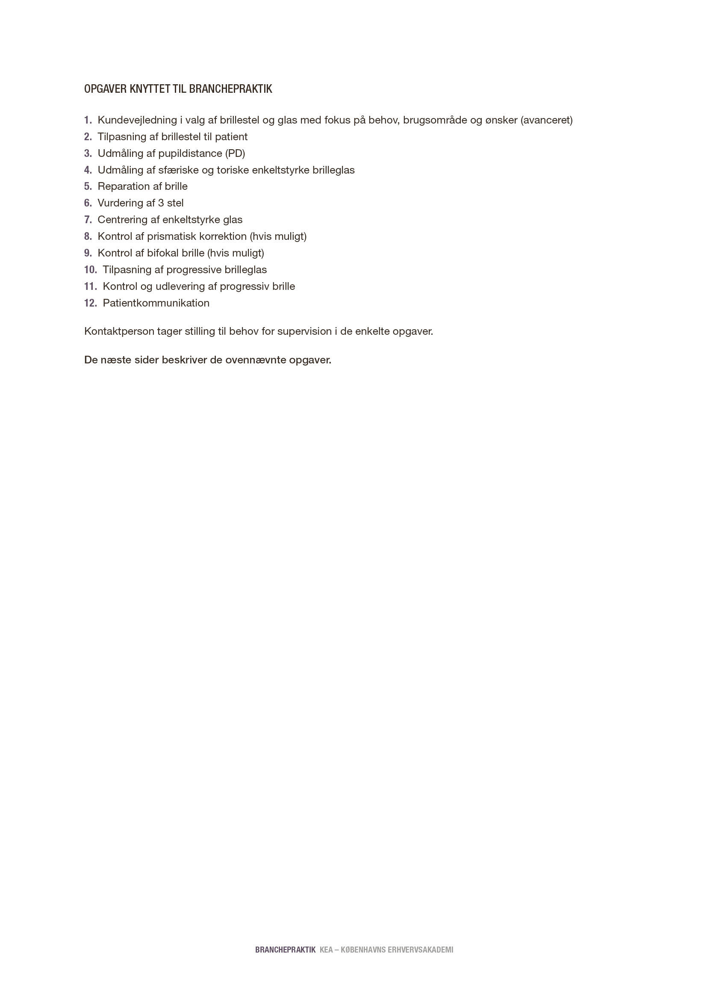 OPGAVER KNYTTET TIL BRANCHEPRAKTIK
1. Kundevejledning i valg af brillestel og glas med fokus på behov, brugsområde og ønsker (avanceret)
2. Tilpasning af brillestel til patient
3. Udmåling af pupildistance (PD)
4. Udmåling af sfæriske og toriske enkeltstyrke brilleglas
5. Reparation af brille
6. Vurdering af 3 stel
7. Centrering af enkeltstyrke glas
8. Kontrol af prismatisk korrektion (hvis muligt)
9. Kontrol af bifokal brille (hvis muligt)
10. Tilpasning af progressive brilleglas
11. Kontrol og udlevering af progressiv brille
12. Patientkommunikation
Kontaktperson tager stilling til behov for supervision i de enkelte opgaver.
De næste sider beskriver de ovennævnte opgaver.
BRANCHEPRAKTIK KEA – KØBENHAVNS ERHVERVSAKADEMI